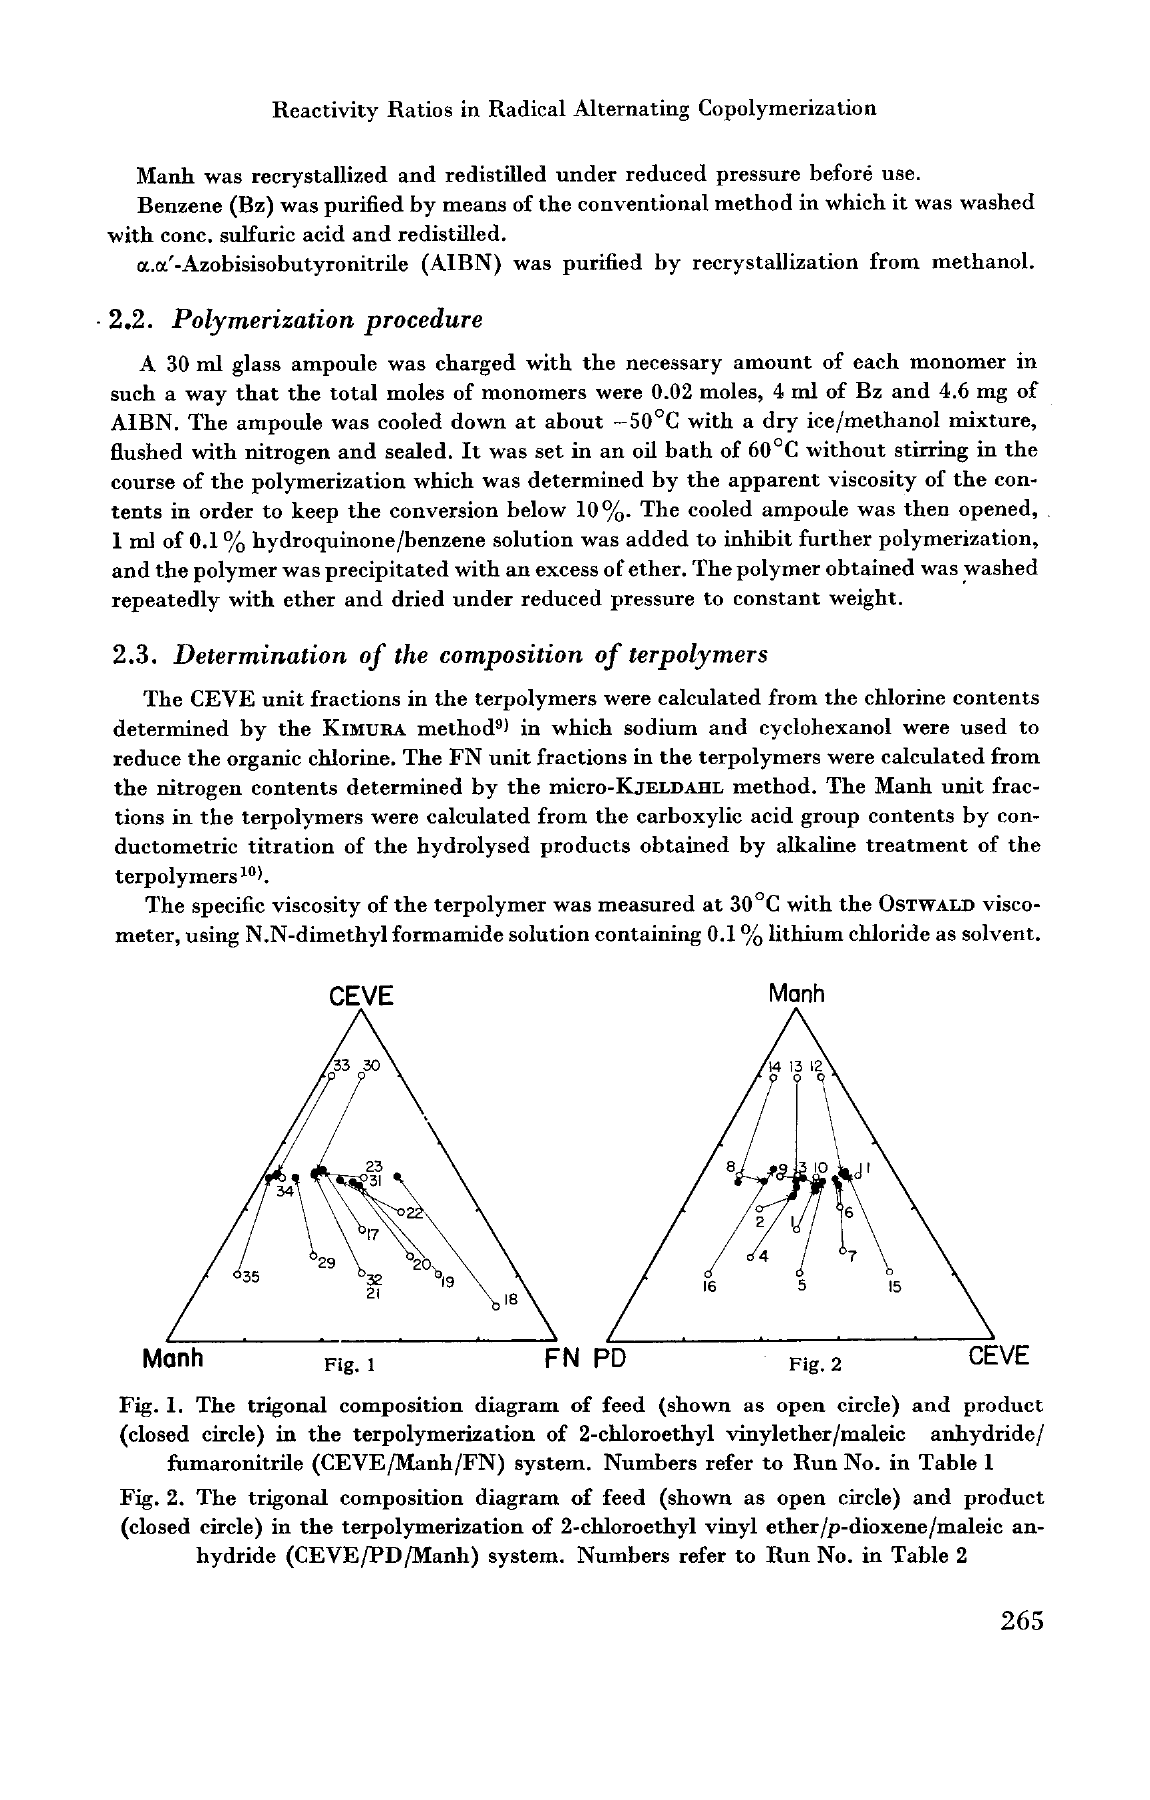 Reactivity Ratios in Radical Alternating Copolymerization
Manh was recrystallized and redistilled under reduced pressure before use.
Benzene (Bz) was purified by means of the conventional method in which it was washed
with conc. sulfuric acid and redistilled.
α.α′-Azobisisobutyronitrile (AIBN) was purified by recrystallization from methanol.
2.2. Polymerization procedure
A 30 ml glass ampoule was charged with the necessary amount of each monomer in
such a way that the total moles of monomers were 0.02 moles, 4 ml of Bz and 4.6 mg of
AIBN. The ampoule was cooled down at about −50°C with a dry ice/methanol mixture,
flushed with nitrogen and sealed. It was set in an oil bath of 60°C without stirring in the
course of the polymerization which was determined by the apparent viscosity of the con-
tents in order to keep the conversion below 10%. The cooled ampoule was then opened,
1 ml of 0.1% hydroquinone/benzene solution was added to inhibit further polymerization,
and the polymer was precipitated with an excess of ether. The polymer obtained was washed
repeatedly with ether and dried under reduced pressure to constant weight.
2.3. Determination of the composition of terpolymers
The CEVE unit fractions in the terpolymers were calculated from the chlorine contents
determined by the KIMURA method⁹⁾ in which sodium and cyclohexanol were used to
reduce the organic chlorine. The FN unit fractions in the terpolymers were calculated from
the nitrogen contents determined by the micro-KJELDAHL method. The Manh unit frac-
tions in the terpolymers were calculated from the carboxylic acid group contents by con-
ductometric titration of the hydrolysed products obtained by alkaline treatment of the
terpolymers¹⁰⁾.
The specific viscosity of the terpolymer was measured at 30°C with the OSTWALD visco-
meter, using N.N-dimethyl formamide solution containing 0.1% lithium chloride as solvent.
CEVE
33 30
23
31
34
22
17
29
20
35
32
19
21
18
Manh
FN
Fig. 1
Manh
14 13 12
8 9 3 10 11
2 1 6
4 7
16 5 15
PD
CEVE
Fig. 2
Fig. 1. The trigonal composition diagram of feed (shown as open circle) and product
(closed circle) in the terpolymerization of 2-chloroethyl vinylether/maleic anhydride/
fumaronitrile (CEVE/Manh/FN) system. Numbers refer to Run No. in Table 1
Fig. 2. The trigonal composition diagram of feed (shown as open circle) and product
(closed circle) in the terpolymerization of 2-chloroethyl vinyl ether/p-dioxene/maleic an-
hydride (CEVE/PD/Manh) system. Numbers refer to Run No. in Table 2
265